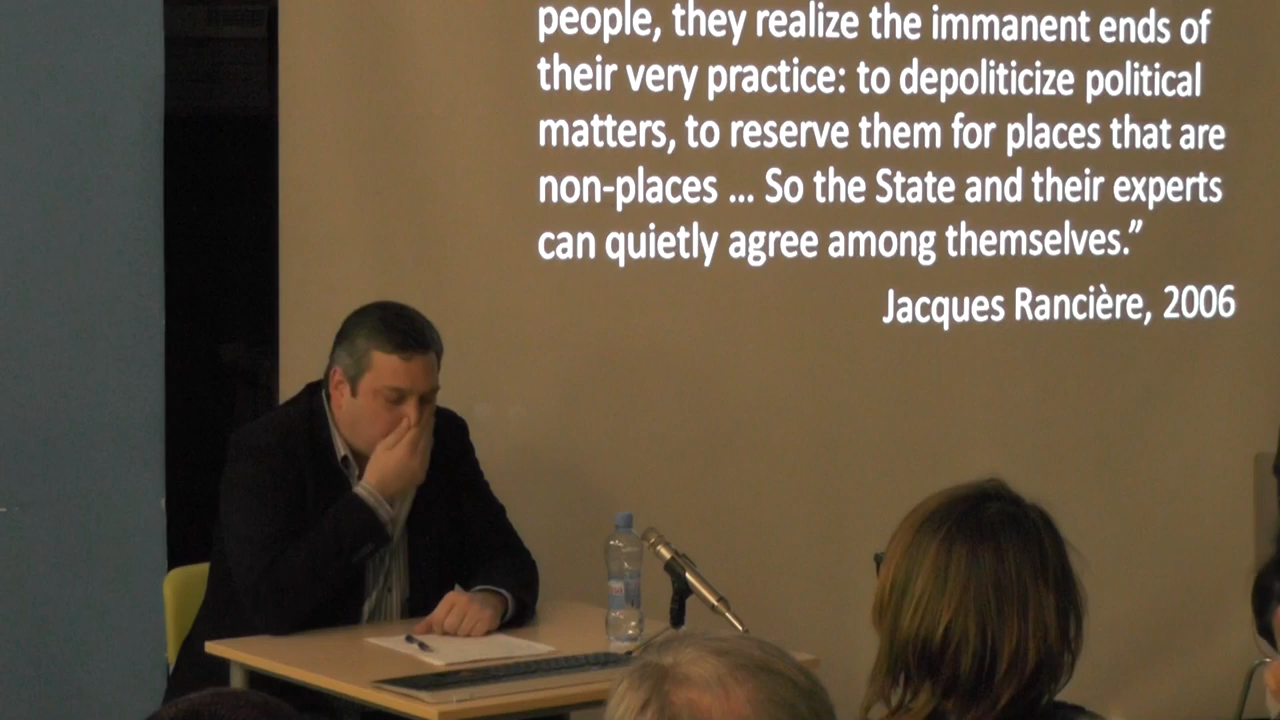 people, they realize the immanent ends of
their very practice: to depoliticize political
matters, to reserve them for places that are
non-places ... So the State and their experts
can quietly agree among themselves.”
Jacques Rancière, 2006